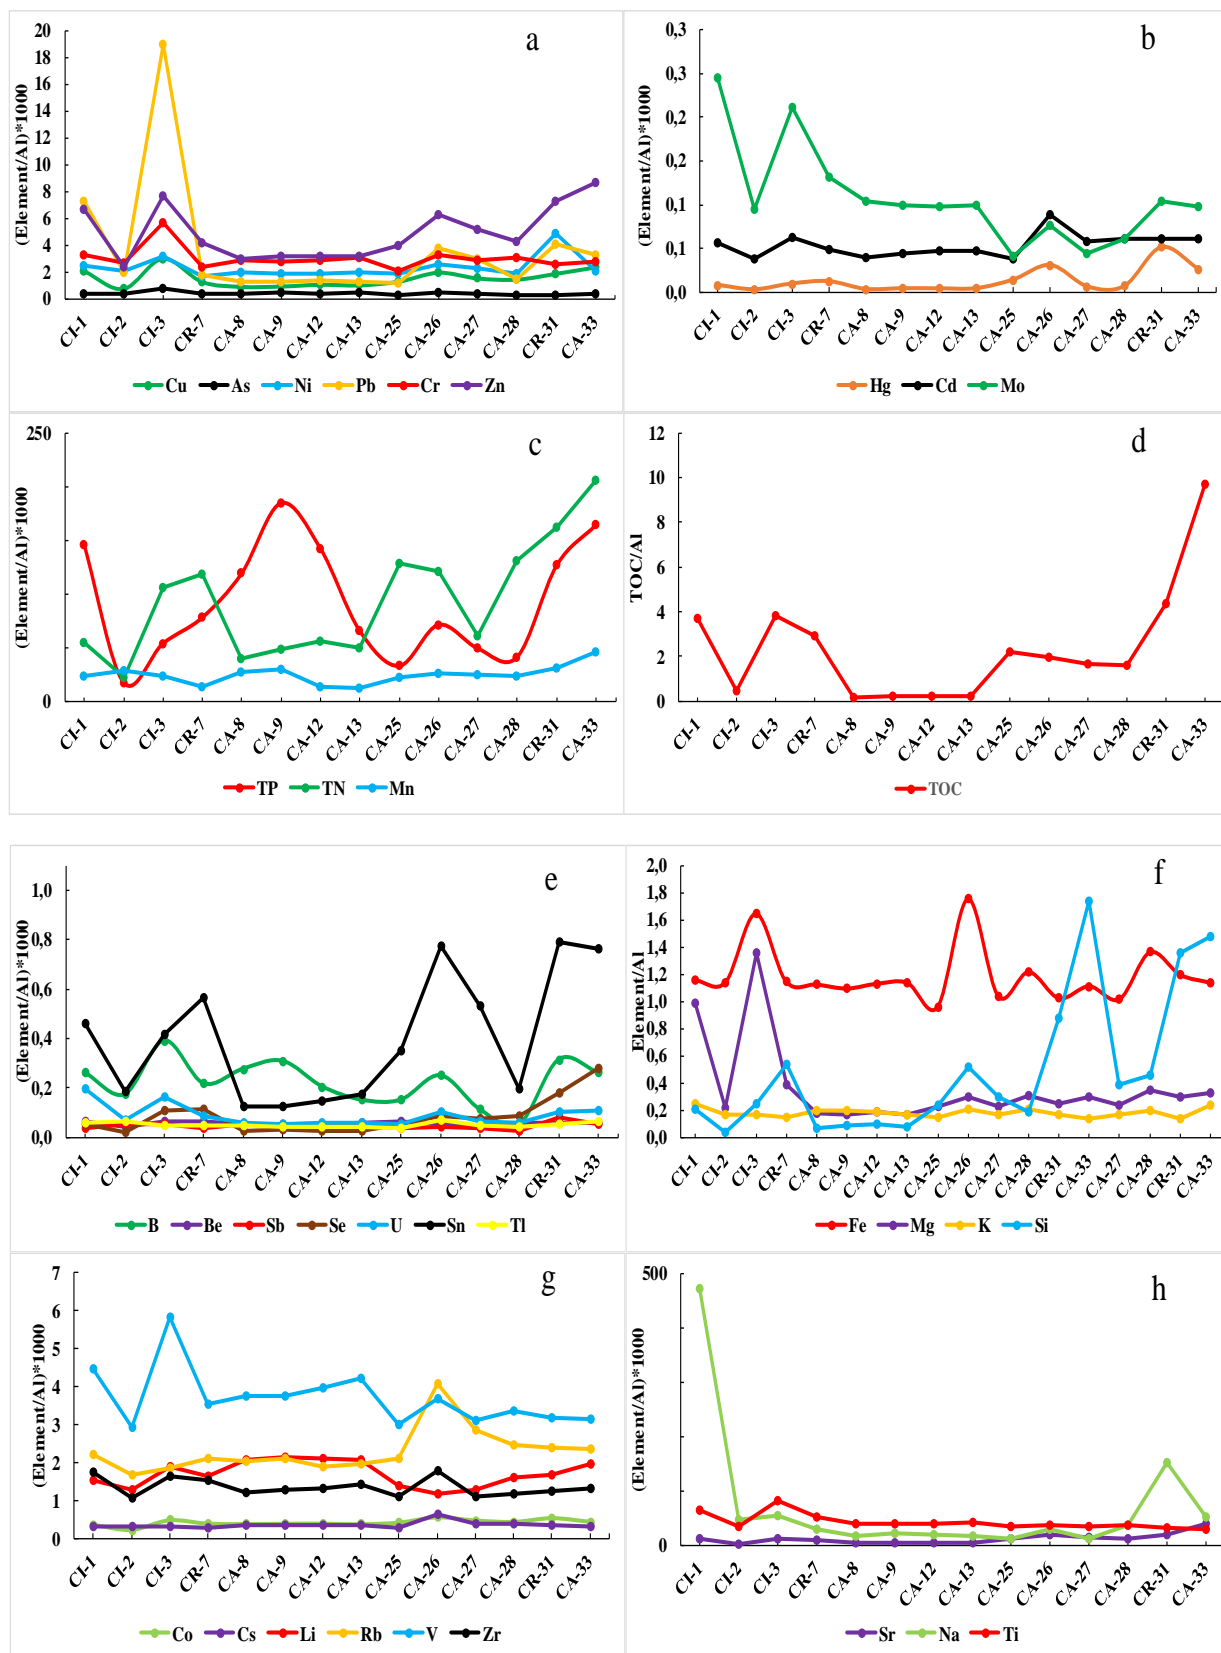 a
(Element/Al)*1000
20
18
16
14
12
10
8
6
4
2
0
CI-1 CI-2 CI-3 CR-7 CA-8 CA-9 CA-12 CA-13 CA-25 CA-26 CA-27 CA-28 CR-31 CA-33
Cu As Ni Pb Cr Zn
b
(Element/Al)*1000
0,3
0,3
0,2
0,2
0,1
0,1
0,0
CI-1 CI-2 CI-3 CR-7 CA-8 CA-9 CA-12 CA-13 CA-25 CA-26 CA-27 CA-28 CR-31 CA-33
Hg Cd Mo
c
(Element/Al)*1000
250
0
CI-1 CI-2 CI-3 CR-7 CA-8 CA-9 CA-12 CA-13 CA-25 CA-26 CA-27 CA-28 CR-31 CA-33
TP TN Mn
d
TOC/Al
12
10
8
6
4
2
0
CI-1 CI-2 CI-3 CR-7 CA-8 CA-9 CA-12 CA-13 CA-25 CA-26 CA-27 CA-28 CR-31 CA-33
TOC
e
(Element/Al)*1000
1,0
0,8
0,6
0,4
0,2
0,0
CI-1 CI-2 CI-3 CR-7 CA-8 CA-9 CA-12 CA-13 CA-25 CA-26 CA-27 CA-28 CR-31 CA-33
B Be Sb Se U Sn Tl
f
Element/Al
2,0
1,8
1,6
1,4
1,2
1,0
0,8
0,6
0,4
0,2
0,0
CI-1 CI-2 CI-3 CR-7 CA-8 CA-9 CA-12 CA-13 CA-25 CA-26 CA-27 CA-28 CR-31 CA-33 CA-27 CA-28 CR-31 CA-33
Fe Mg K Si
g
(Element/Al)*1000
7
6
5
4
3
2
1
0
CI-1 CI-2 CI-3 CR-7 CA-8 CA-9 CA-12 CA-13 CA-25 CA-26 CA-27 CA-28 CR-31 CA-33
Co Cs Li Rb V Zr
h
(Element/Al)*1000
500
0
CI-1 CI-2 CI-3 CR-7 CA-8 CA-9 CA-12 CA-13 CA-25 CA-26 CA-27 CA-28 CR-31 CA-33
Sr Na Ti